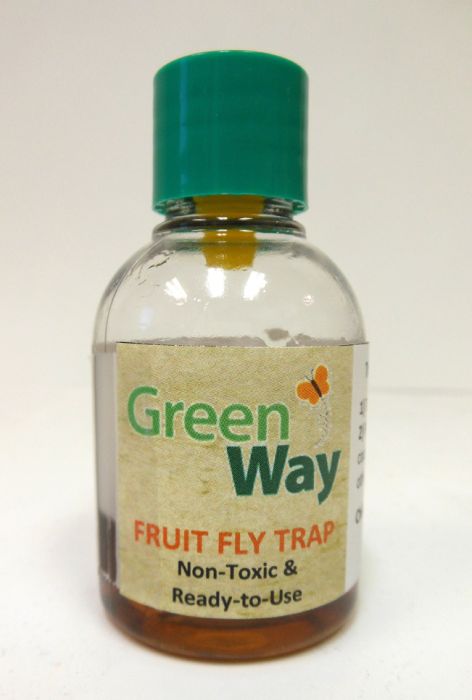 Green
Way
FRUIT FLY TRAP
Non-Toxic &
Ready-to-Use